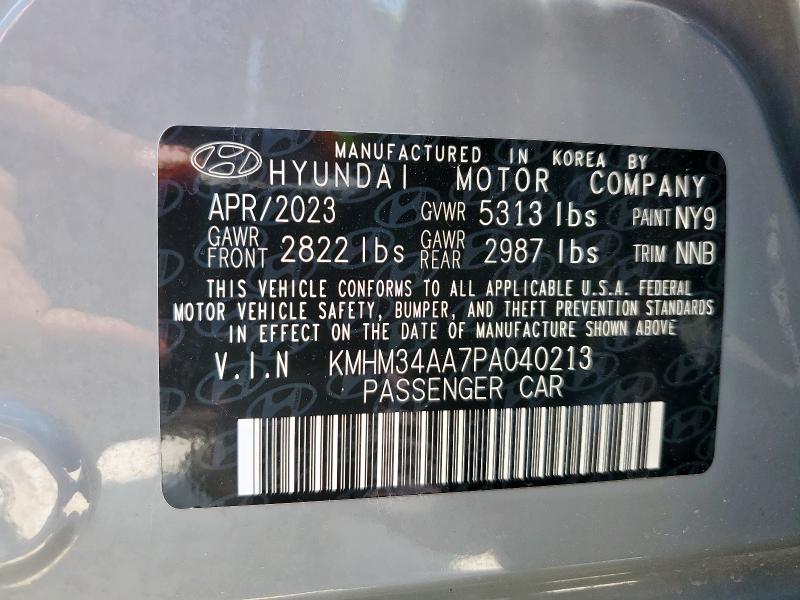 MANUFACTURED IN KOREA BY
HYUNDAI MOTOR COMPANY
APR/2023 GVWR 5313 lbs PAINT NY9
GAWR FRONT 2822 lbs GAWR REAR 2987 lbs TRIM NNB
THIS VEHICLE CONFORMS TO ALL APPLICABLE U.S.A. FEDERAL
MOTOR VEHICLE SAFETY, BUMPER, AND THEFT PREVENTION STANDARDS
IN EFFECT ON THE DATE OF MANUFACTURE SHOWN ABOVE
V.I.N KMHM34AA7PA040213
PASSENGER CAR